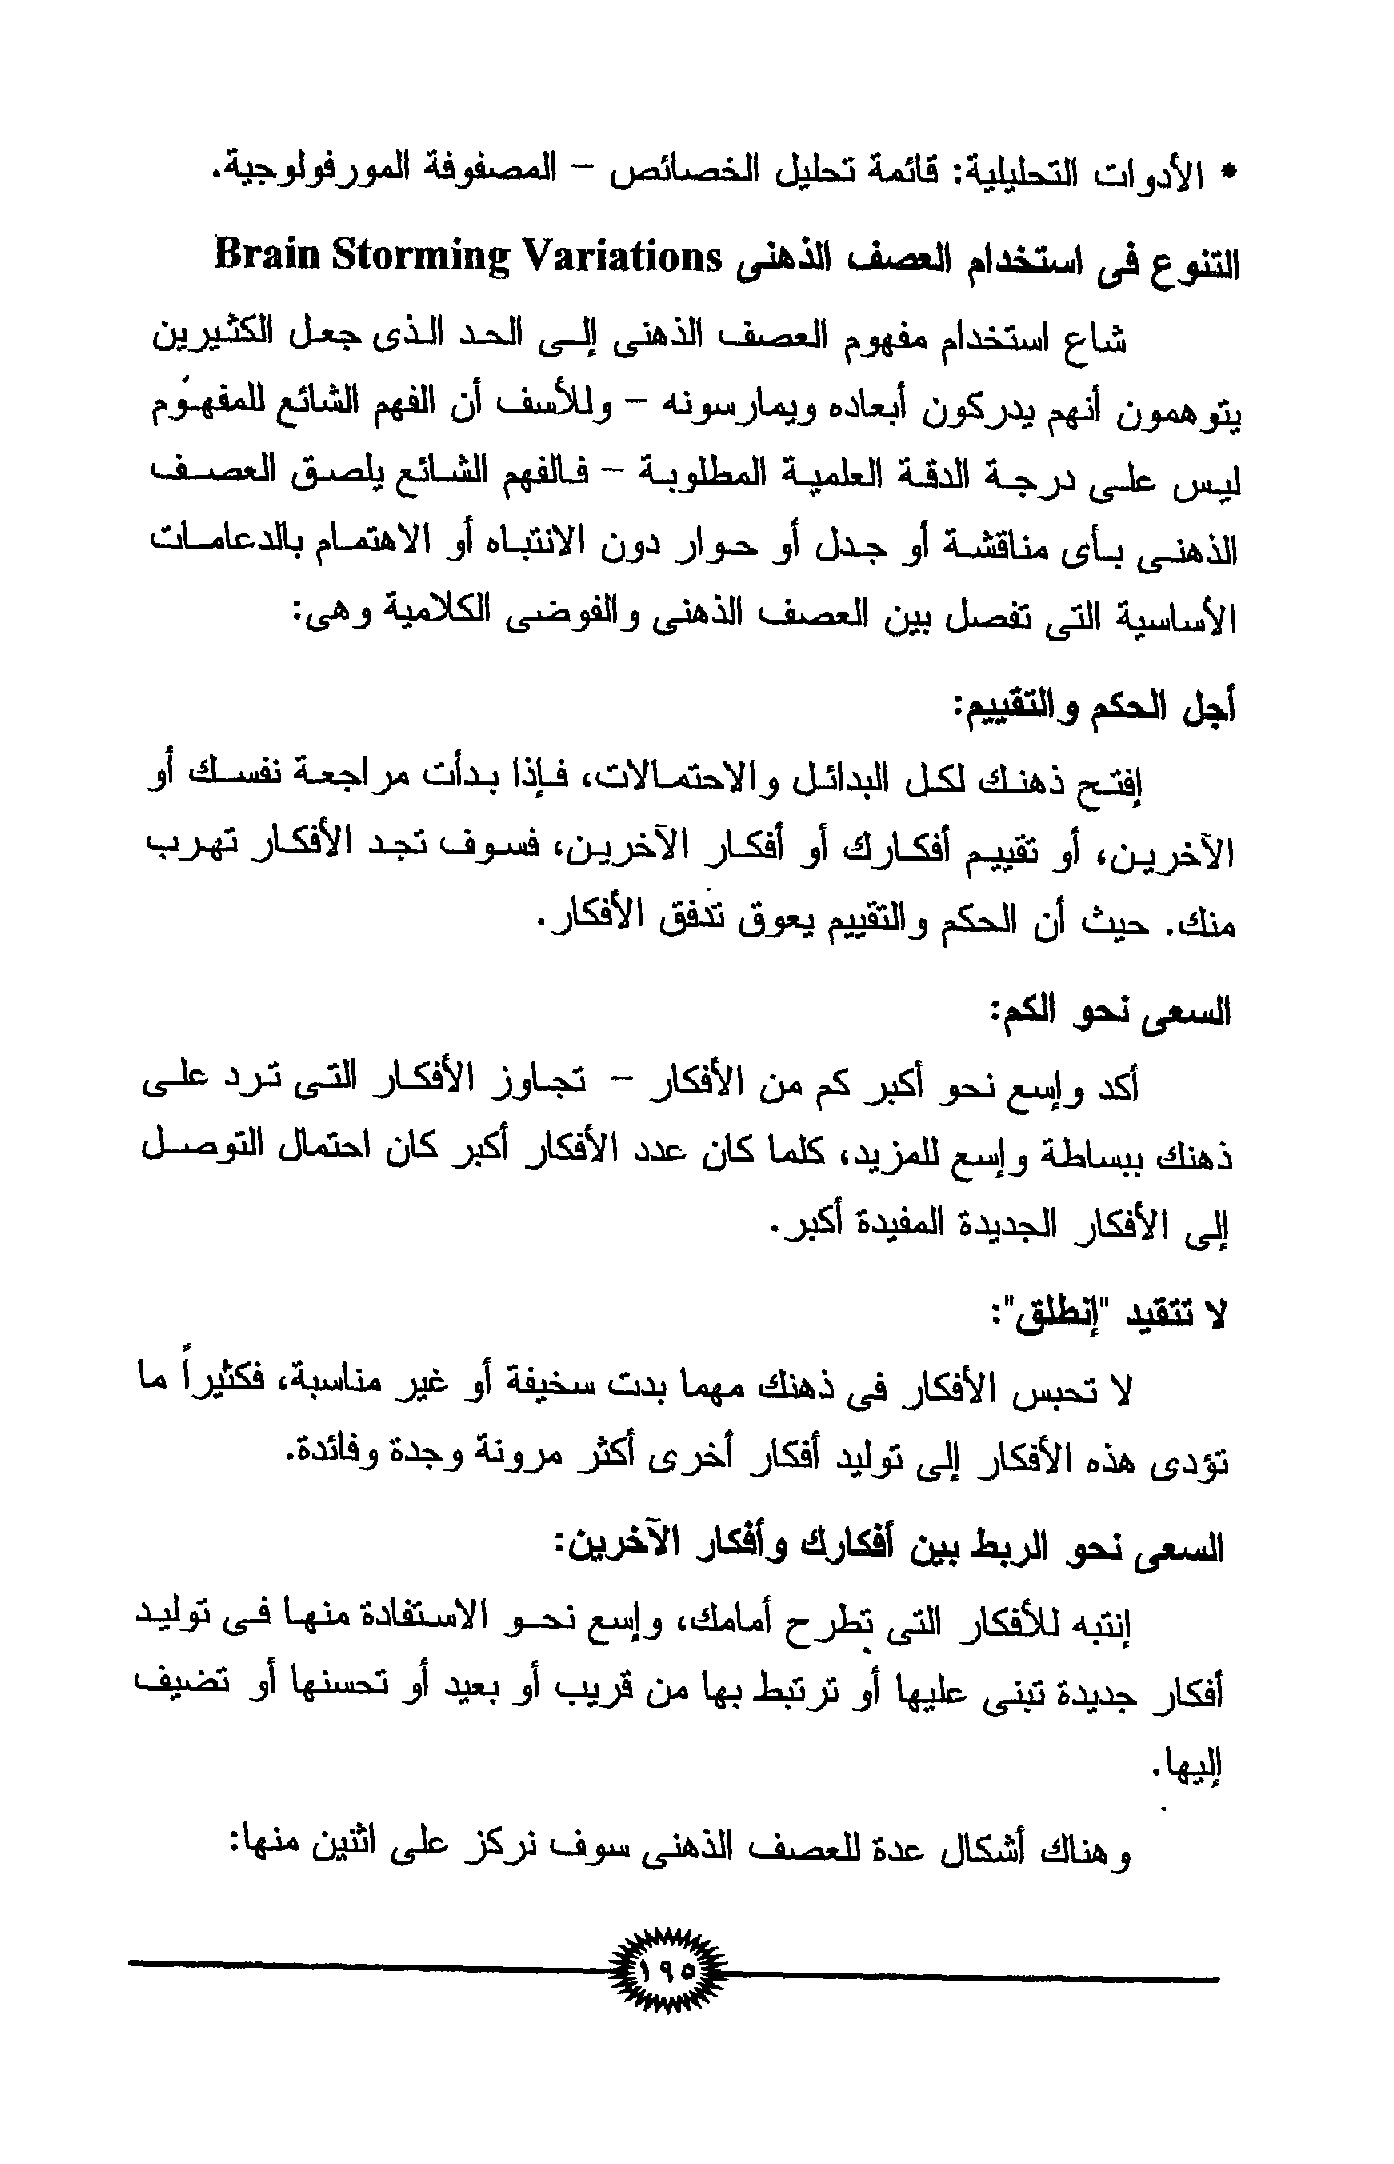 * الأدوات التحليلية: قائمة تحليل الخصائص – المصفوفة المورفولوجية.
التنوع فى استخدام العصف الذهنى Brain Storming Variations
شاع استخدام مفهوم العصف الذهنى إلى الحد الذى جعل الكثيرين
يتوهمون أنهم يدركون أبعاده ويمارسونه – وللأسف أن الفهم الشائع للمفهوم
ليس على درجة الدقة العلمية المطلوبة – فالفهم الشائع يلصق العصف
الذهنى بأى مناقشة أو جدل أو حوار دون الانتباه أو الاهتمام بالدعامات
الأساسية التى تفصل بين العصف الذهنى والفوضى الكلامية وهى:
أجل الحكم والتقييم:
إفتح ذهنك لكل البدائل والاحتمالات، فإذا بدأت مراجعة نفسك أو
الآخرين، أو تقييم أفكارك أو أفكار الآخرين، فسوف تجد الأفكار تهرب
منك. حيث أن الحكم والتقييم يعوق تدفق الأفكار.
السعى نحو الكم:
أكد وإسع نحو أكبر كم من الأفكار – تجاوز الأفكار التى ترد على
ذهنك ببساطة وإسع للمزيد، كلما كان عدد الأفكار أكبر كان احتمال التوصل
إلى الأفكار الجديدة المفيدة أكبر.
لا تتقيد "إنطلق":
لا تحبس الأفكار فى ذهنك مهما بدت سخيفة أو غير مناسبة، فكثيراً ما
تؤدى هذه الأفكار إلى توليد أفكار أخرى أكثر مرونة وجدة وفائدة.
السعى نحو الربط بين أفكارك وأفكار الآخرين:
إنتبه للأفكار التى تطرح أمامك، وإسع نحو الاستفادة منها فى توليد
أفكار جديدة تبنى عليها أو ترتبط بها من قريب أو بعيد أو تحسنها أو تضيف
إليها.
وهناك أشكال عدة للعصف الذهنى سوف نركز على اثنين منها:
١٩٥